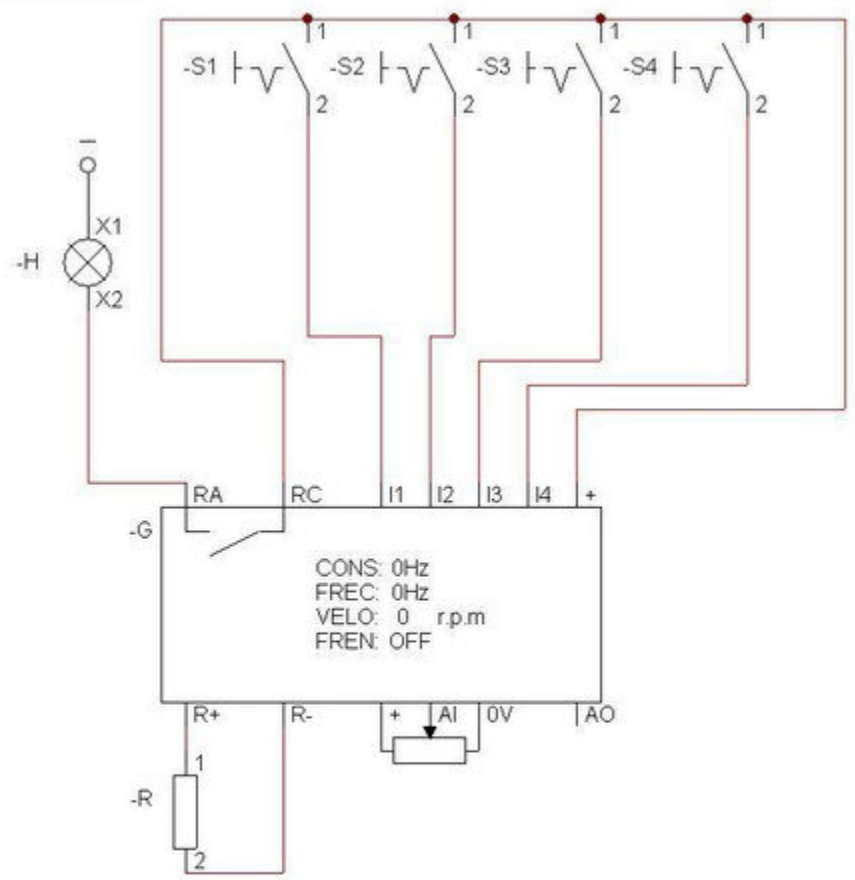 1 1 1 1
-S1 -S2 -S3 -S4
2 2 2 2
–
X1
-H
X2
RA RC I1 I2 I3 I4 +
-G
CONS: 0Hz
FREC: 0Hz
VELO: 0 r.p.m
FREN: OFF
R+ R- + AI 0V AO
1
-R
2